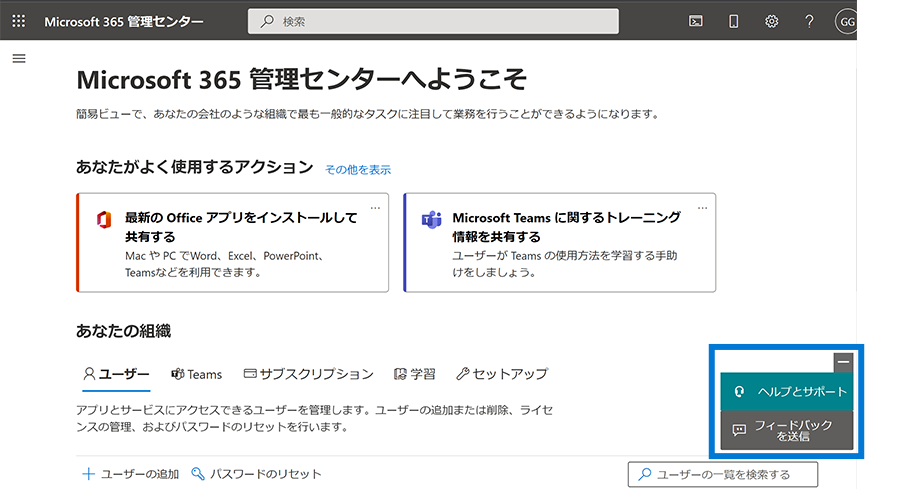 Microsoft 365 管理センター
検索
GG
Microsoft 365 管理センターへようこそ
簡易ビューで、あなたの会社のような組織で最も一般的なタスクに注目して業務を行うことができるようになります。
あなたがよく使用するアクション その他を表示
最新の Office アプリをインストールして
共有する
Mac や PC でWord、Excel、PowerPoint、
Teamsなどを利用できます。
Microsoft Teams に関するトレーニング
情報を共有する
ユーザーが Teams の使用方法を学習する手助
けをしましょう。
あなたの組織
ユーザー Teams サブスクリプション 学習 セットアップ
アプリとサービスにアクセスできるユーザーを管理します。ユーザーの追加または削除、ライセ
ンスの管理、およびパスワードのリセットを行います。
ヘルプとサポート
フィードバック
を送信
ユーザーの追加 パスワードのリセット ユーザーの一覧を検索する